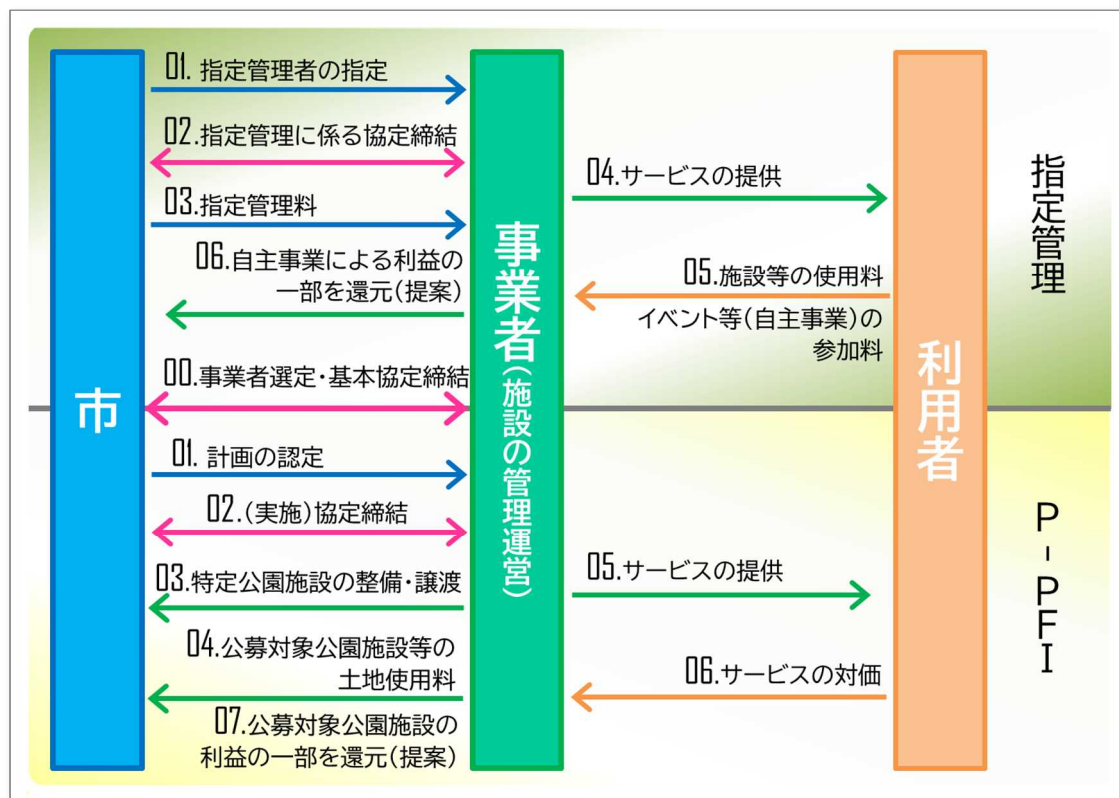 市
事業者(施設の管理運営)
利用者
指定管理
P-PFI
01. 指定管理者の指定
02.指定管理に係る協定締結
03.指定管理料
04.サービスの提供
05.施設等の使用料
イベント等(自主事業)の
参加料
06.自主事業による利益の
一部を還元(提案)
00.事業者選定・基本協定締結
01. 計画の認定
02.(実施)協定締結
03.特定公園施設の整備・譲渡
04.公募対象公園施設等の
土地使用料
05.サービスの提供
06.サービスの対価
07.公募対象公園施設の
利益の一部を還元(提案)